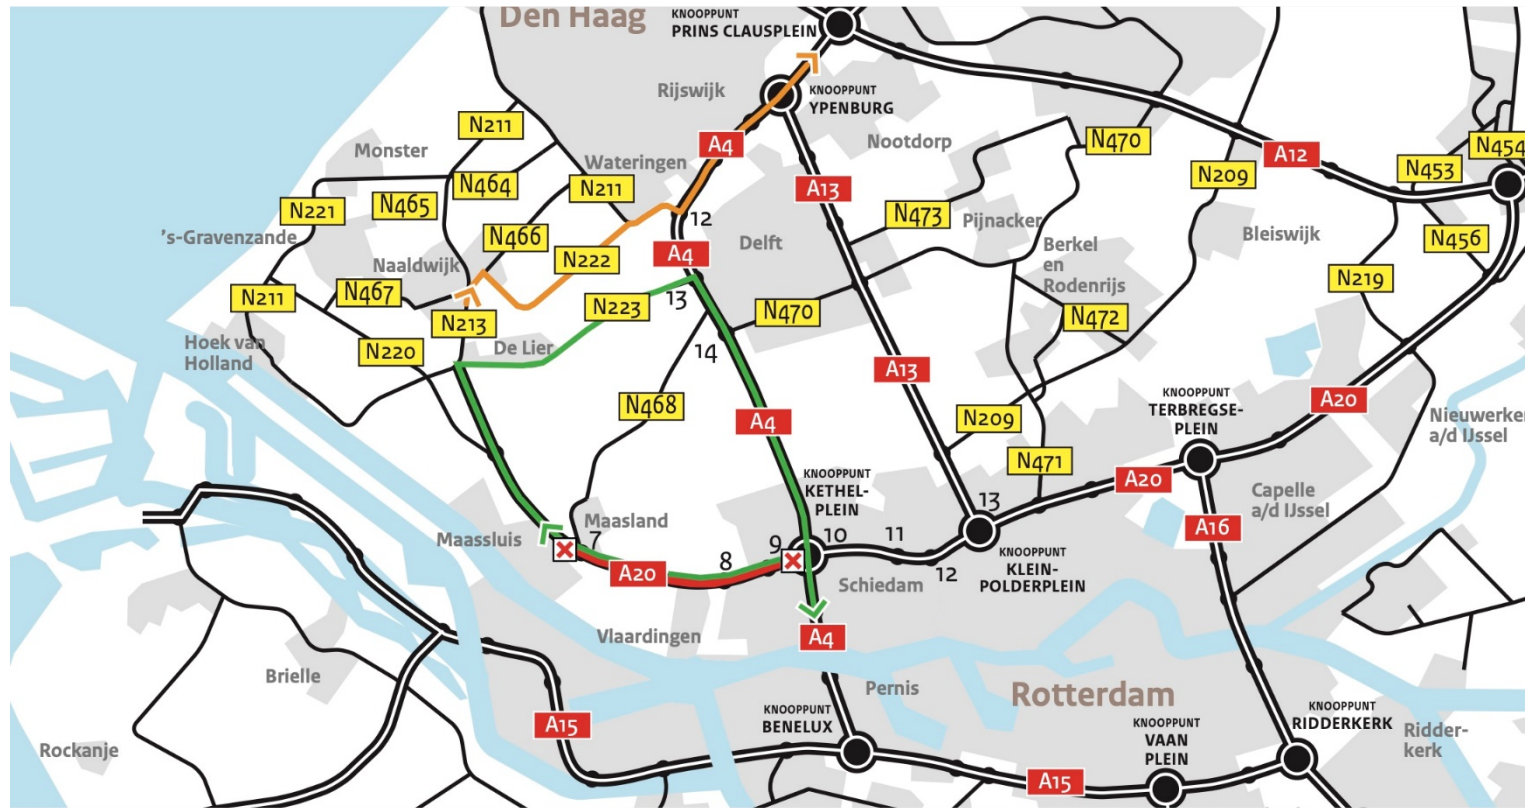 Den Haag
KNOOPPUNT
PRINS CLAUSPLEIN
Rijswijk
KNOOPPUNT
YPENBURG
N211
Monster
Wateringen
A4
Nootdorp
N470
A12
N454
N453
N464
N211
N465
N221
A13
N209
's-Gravenzande
N466
12
N473
Pijnacker
Bleiswijk
N456
Naaldwijk
N222
A4
Delft
Berkel
en
Rodenrijs
N219
N211
N467
13
N223
N470
N472
N213
Hoek van
Holland
N220
De Lier
14
A13
N468
A4
N209
KNOOPPUNT
TERBREGSE-
PLEIN
A20
Nieuwerker
a/d IJssel
N471
KNOOPPUNT
KETHEL-
PLEIN
A20
Capelle
a/d IJssel
13
A16
Maassluis
Maasland
7
8
9
10
11
12
A20
KNOOPPUNT
KLEIN-
POLDERPLEIN
Schiedam
Vlaardingen
A4
Brielle
Pernis
Rotterdam
A15
KNOOPPUNT
BENELUX
KNOOPPUNT
VAAN
PLEIN
KNOOPPUNT
RIDDERKERK
Ridder-
kerk
Rockanje
A15